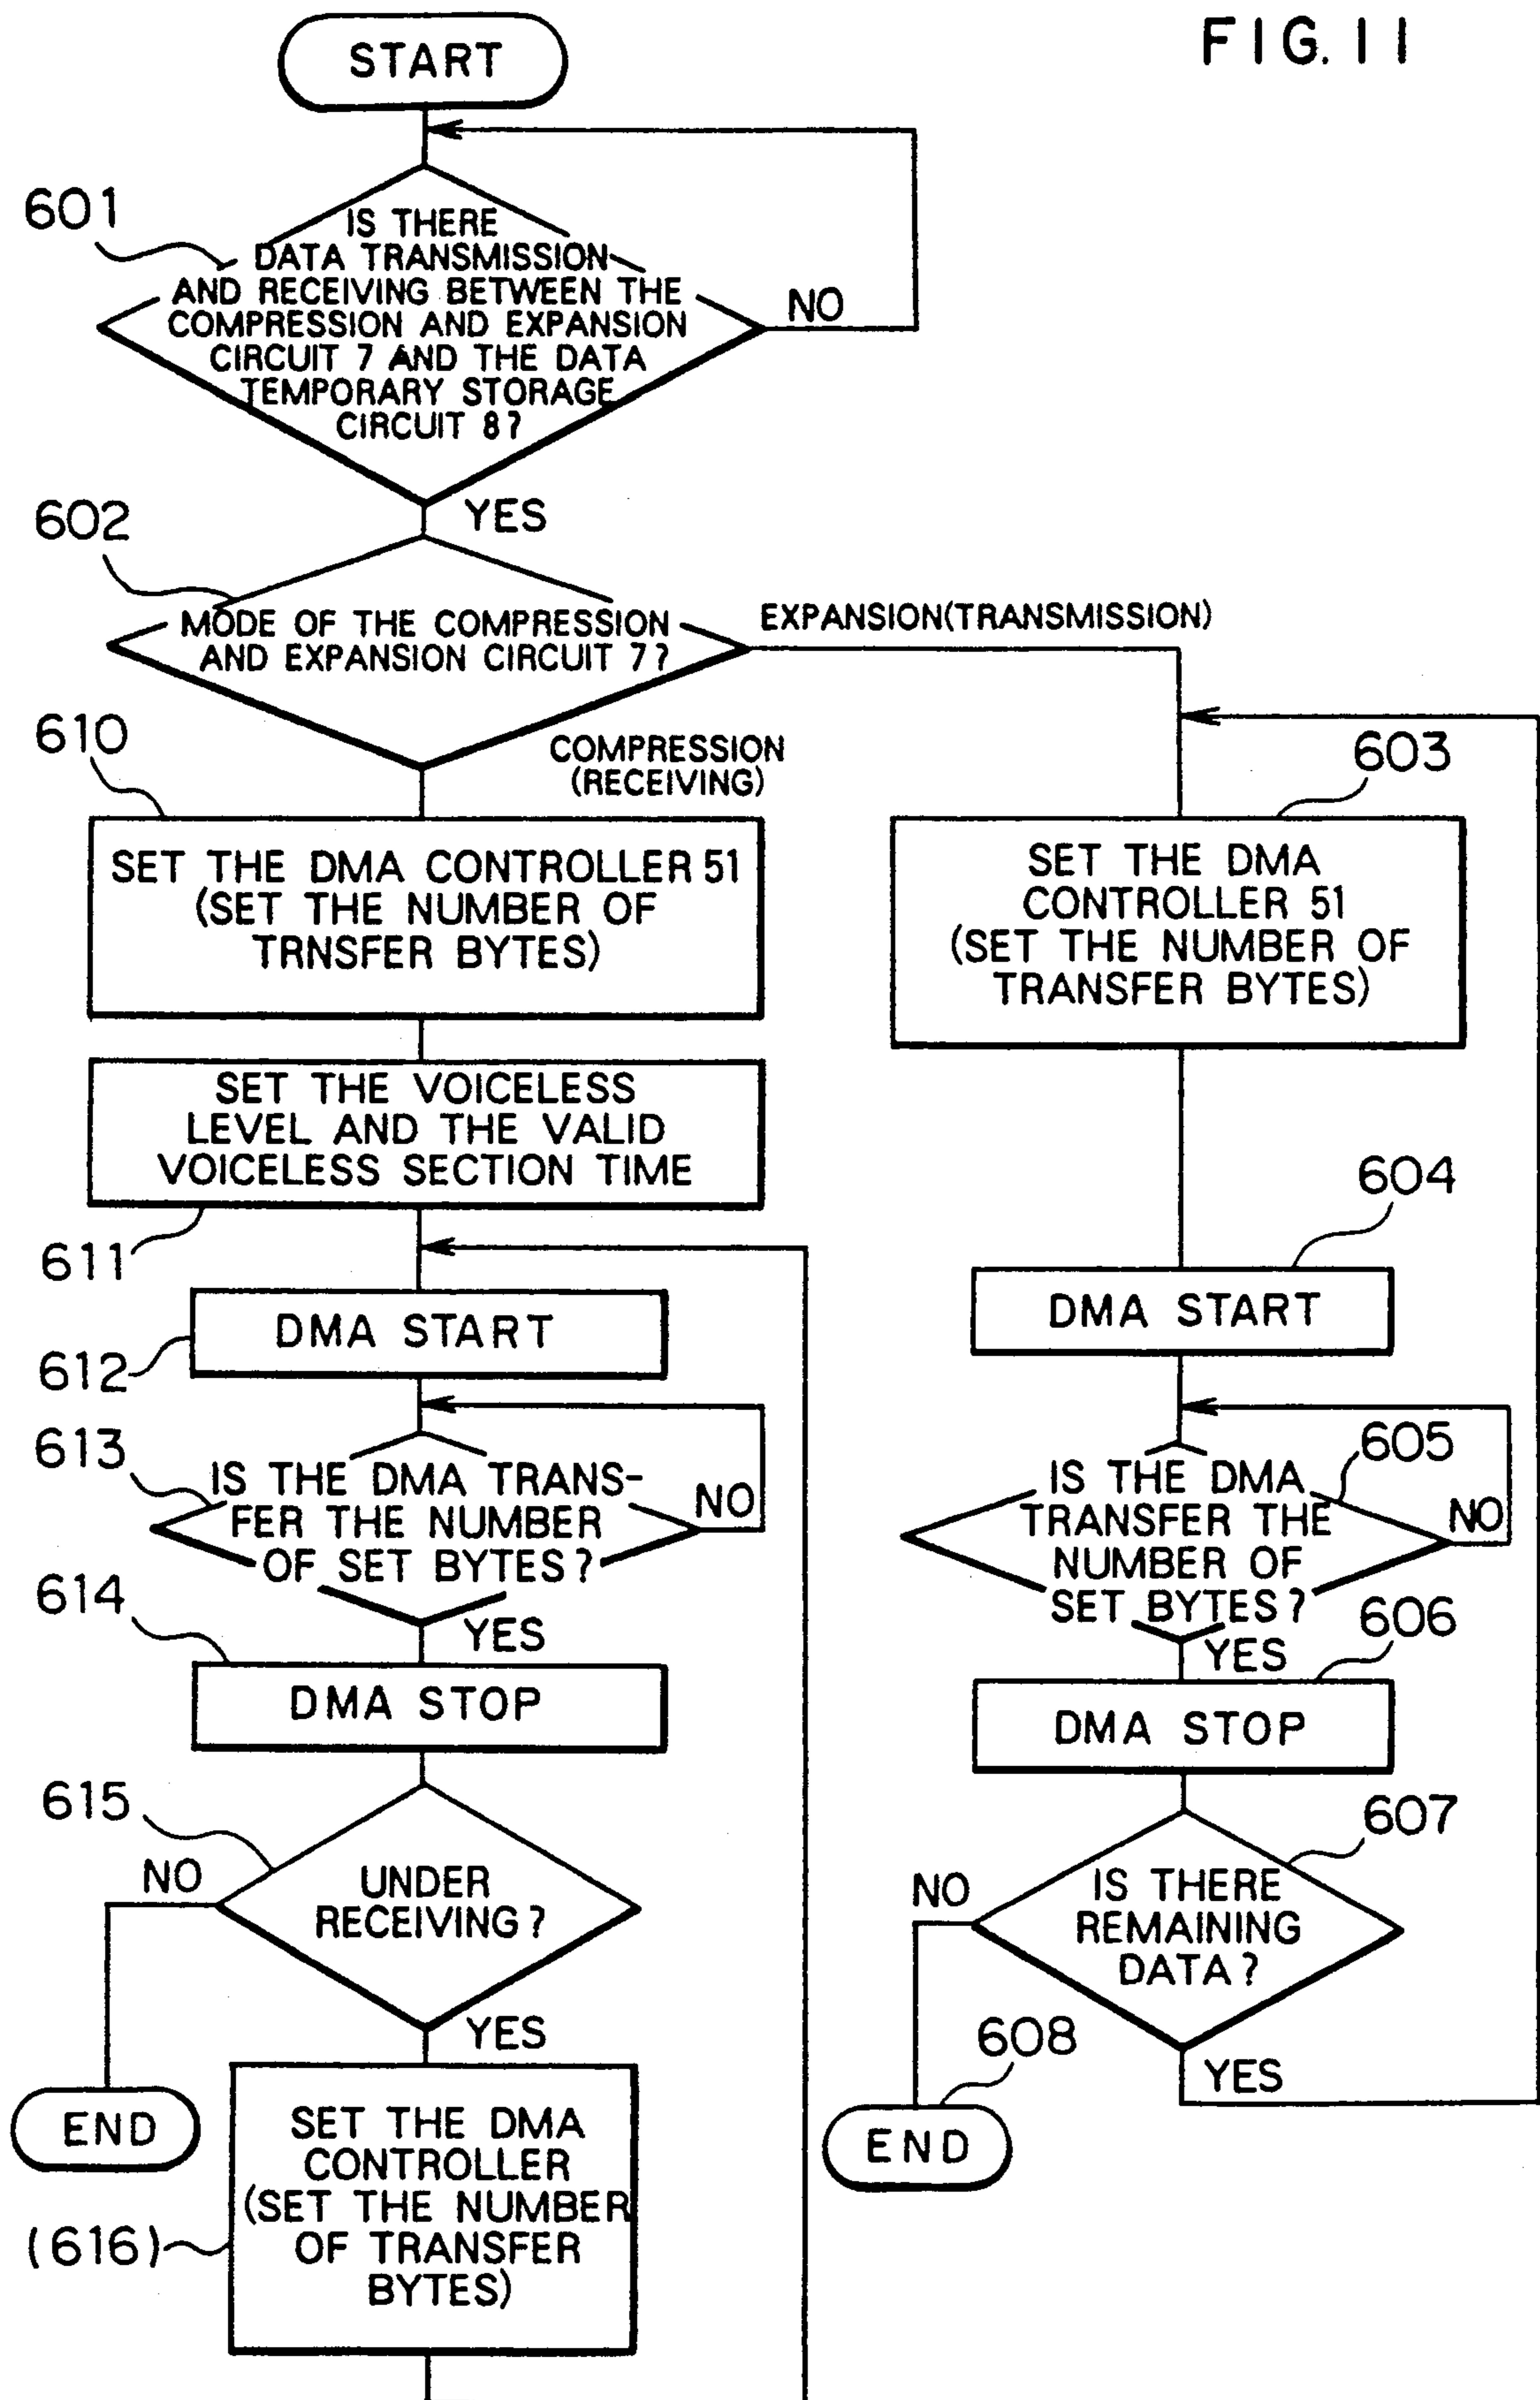 FIG. 11
START
601
IS THERE
DATA TRANSMISSION
AND RECEIVING BETWEEN THE
COMPRESSION AND EXPANSION
CIRCUIT 7 AND THE DATA
TEMPORARY STORAGE
CIRCUIT 8?
NO
YES
602
MODE OF THE COMPRESSION
AND EXPANSION CIRCUIT 7?
EXPANSION(TRANSMISSION)
COMPRESSION
(RECEIVING)
610
SET THE DMA CONTROLLER 51
(SET THE NUMBER OF
TRNSFER BYTES)
SET THE VOICELESS
LEVEL AND THE VALID
VOICELESS SECTION TIME
611
DMA START
612
613
IS THE DMA TRANS-
FER THE NUMBER
OF SET BYTES?
NO
YES
614
DMA STOP
615
UNDER
RECEIVING?
NO
YES
END
SET THE DMA
CONTROLLER
(SET THE NUMBER
OF TRANSFER
BYTES)
(616)
603
SET THE DMA
CONTROLLER 51
(SET THE NUMBER OF
TRANSFER BYTES)
604
DMA START
605
IS THE DMA
TRANSFER THE
NUMBER OF
SET BYTES?
NO
YES
606
DMA STOP
607
IS THERE
REMAINING
DATA?
NO
YES
608
END